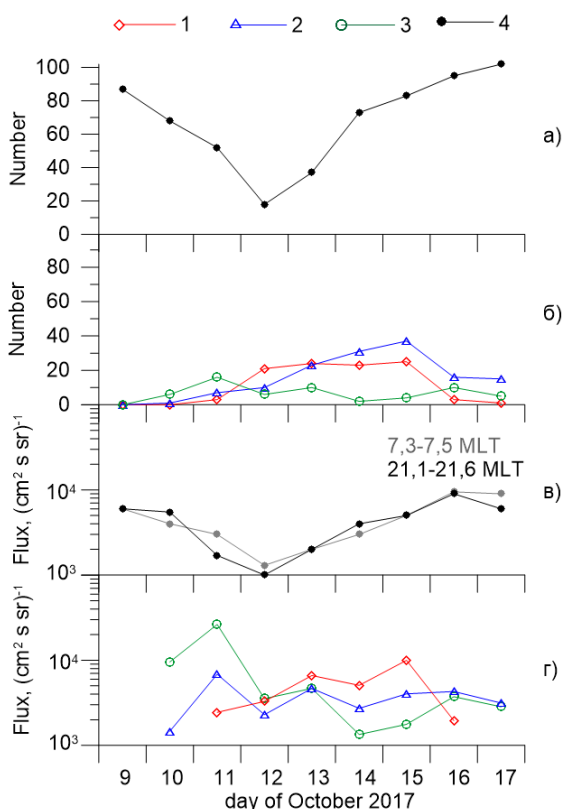 1 2 3 4
100
80
60
40
20
0
Number
а)
80
60
40
20
0
Number
б)
7,3-7,5 MLT
21,1-21,6 MLT
10⁴
10³
Flux, (cm² s sr)⁻¹
в)
10⁴
10³
Flux, (cm² s sr)⁻¹
г)
9 10 11 12 13 14 15 16 17
day of October 2017